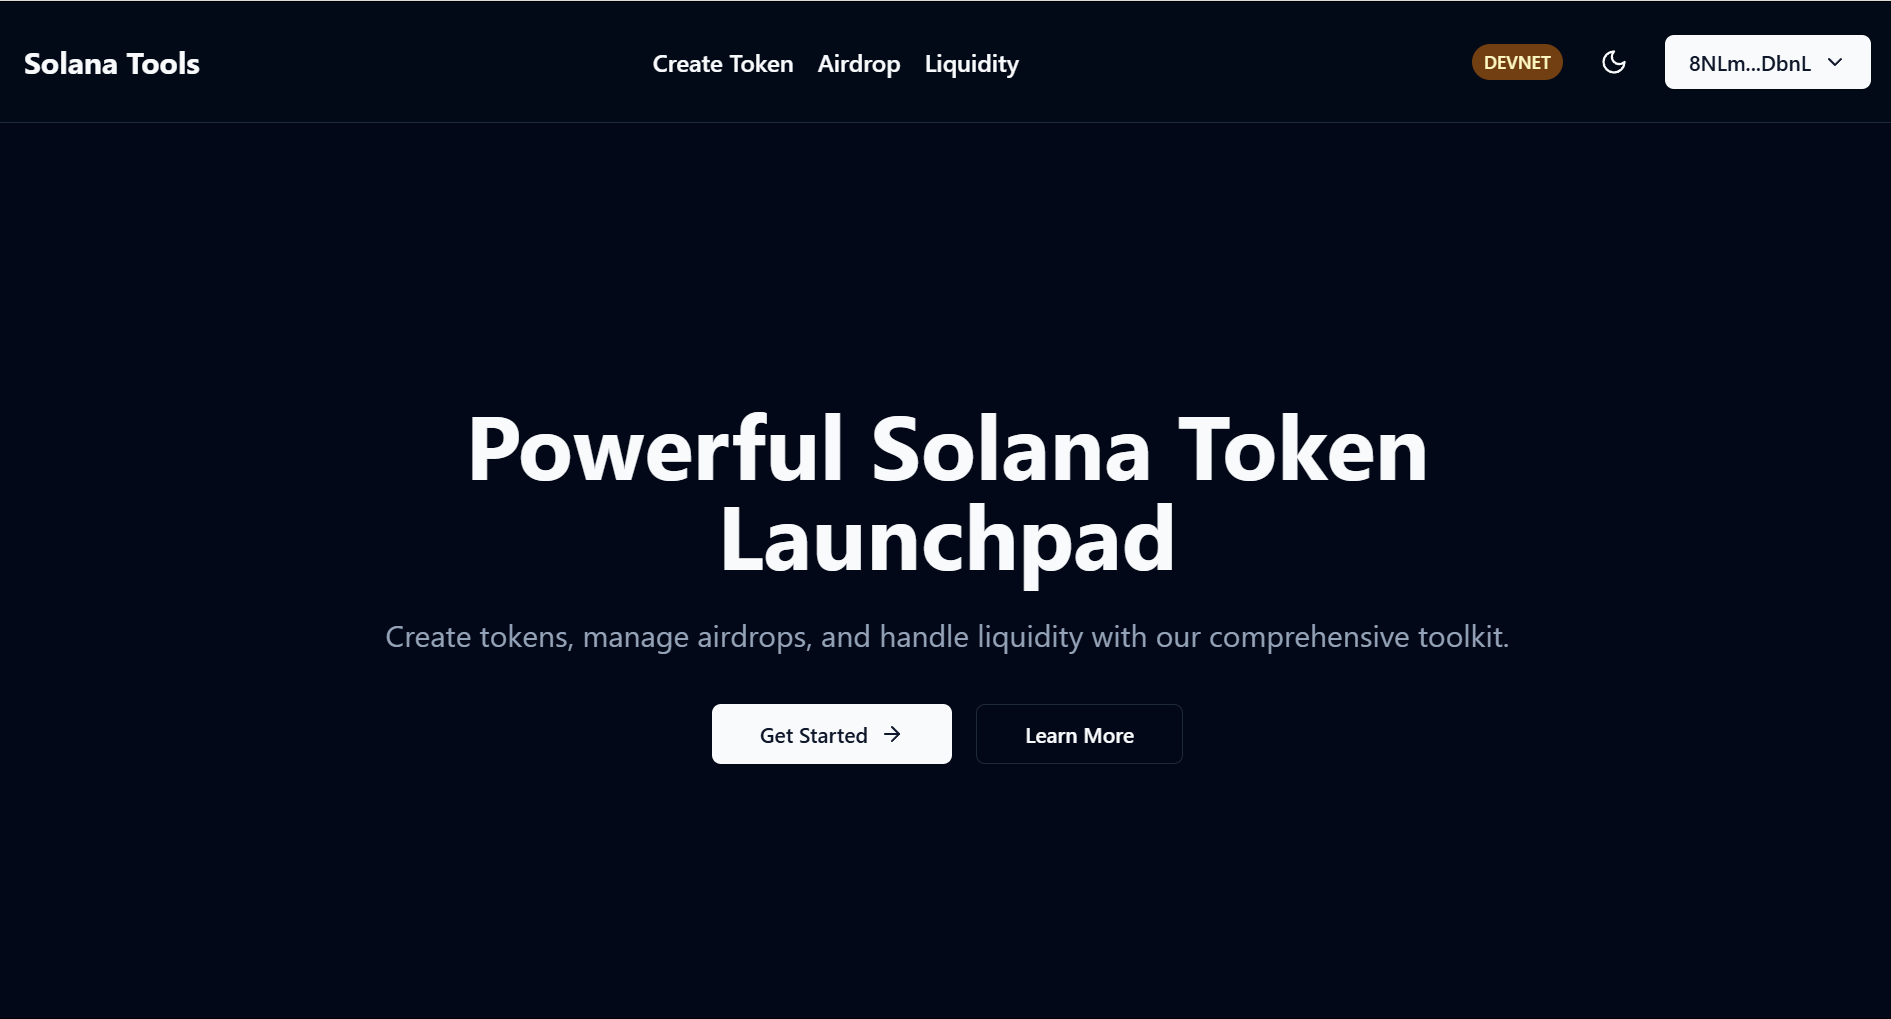 Solana Tools
Create Token
Airdrop
Liquidity
DEVNET
8NLm...DbnL
Powerful Solana Token
Launchpad
Create tokens, manage airdrops, and handle liquidity with our comprehensive toolkit.
Get Started
Learn More